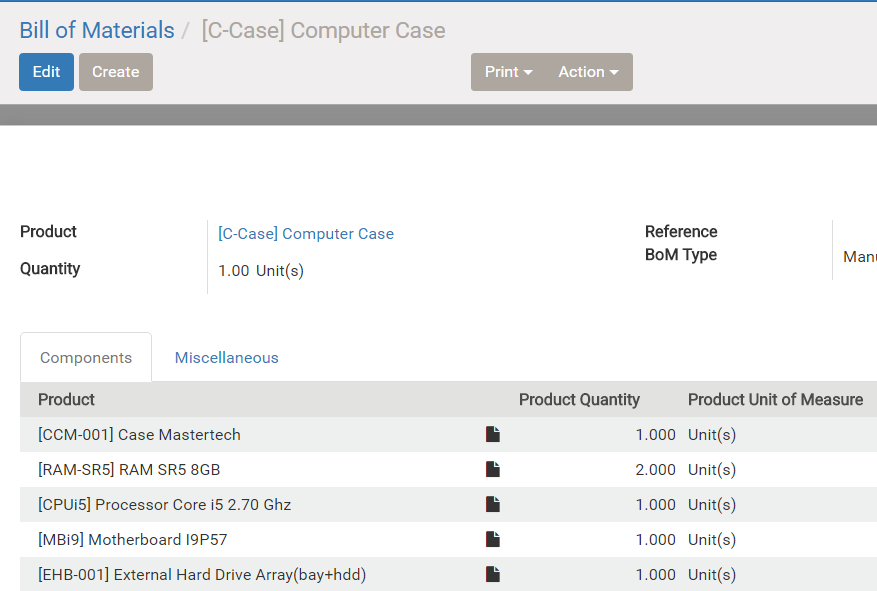 Bill of Materials / [C-Case] Computer Case
Edit Create Print Action
Product [C-Case] Computer Case Reference
BoM Type
Quantity 1.00 Unit(s)
Components Miscellaneous
Product Product Quantity Product Unit of Measure
[CCM-001] Case Mastertech 1.000 Unit(s)
[RAM-SR5] RAM SR5 8GB 2.000 Unit(s)
[CPUi5] Processor Core i5 2.70 Ghz 1.000 Unit(s)
[MBi9] Motherboard I9P57 1.000 Unit(s)
[EHB-001] External Hard Drive Array(bay+hdd) 1.000 Unit(s)